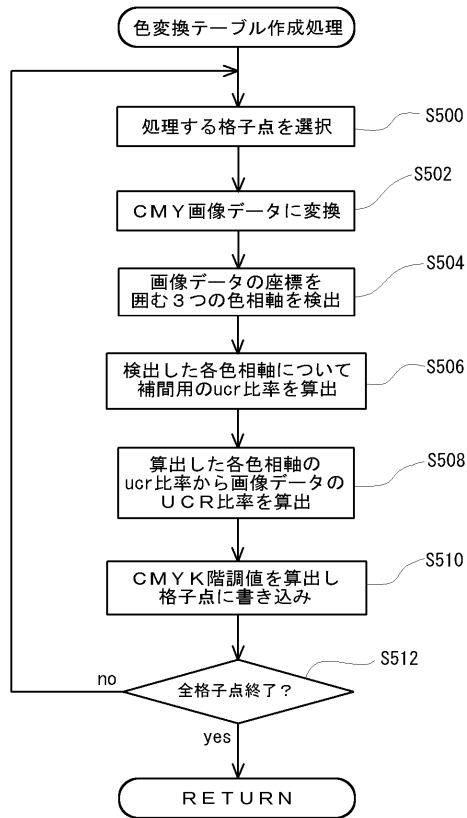 色変換テーブル作成処理
処理する格子点を選択
S500
CMY画像データに変換
S502
画像データの座標を
囲む3つの色相軸を検出
S504
検出した各色相軸について
補間用のucr比率を算出
S506
算出した各色相軸の
ucr比率から画像データの
UCR比率を算出
S508
CMYK階調値を算出し
格子点に書き込み
S510
全格子点終了?
S512
no
yes
RETURN